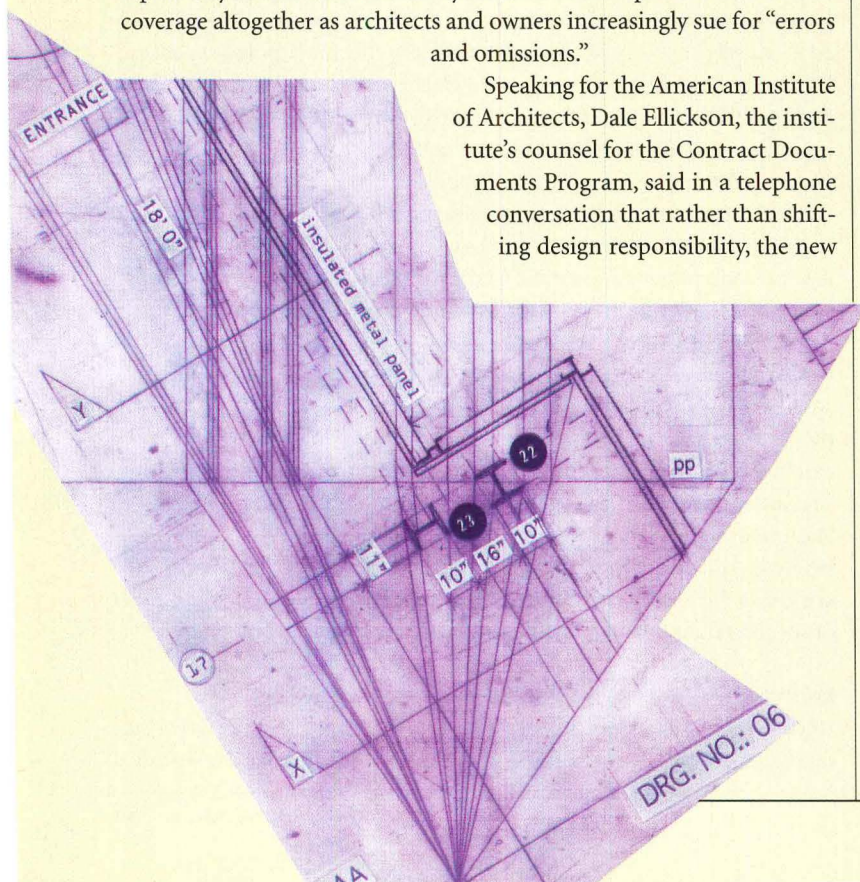 coverage altogether as architects and owners increasingly sue for “errors
and omissions.”
Speaking for the American Institute
of Architects, Dale Ellickson, the insti-
tute’s counsel for the Contract Docu-
ments Program, said in a telephone
conversation that rather than shift-
ing design responsibility, the new
ENTRANCE
18' 0"
insulated metal panel
Y
22
pp
23
11"
10" 16" 10"
17
X
DRG. NO.: 06
AA